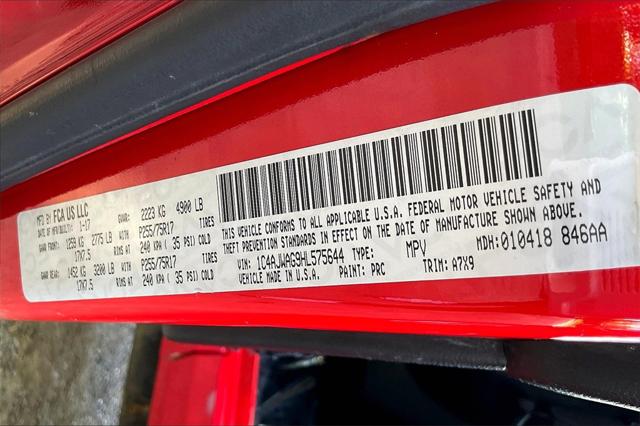 MFD BY FCA US LLC
DATE OF MFR 1-17 GVWR: 2223 KG 4900 LB
GAWR FRONT: 1259 KG 2775 LB P255/75R17 TIRES
17X7.5 RIMS AT 240 KPA ( 35 PSI) COLD
GAWR REAR: 1452 KG 3200 LB P255/75R17 TIRES
17X7.5 RIMS AT 240 KPA ( 35 PSI) COLD
THIS VEHICLE CONFORMS TO ALL APPLICABLE U.S.A. FEDERAL MOTOR VEHICLE SAFETY AND
THEFT PREVENTION STANDARDS IN EFFECT ON THE DATE OF MANUFACTURE SHOWN ABOVE.
VIN: 1C4AJWAG9HL575644 TYPE: MPV MDH: 010418 846AA
VEHICLE MADE IN U.S.A. PAINT: PRC TRIM: A7X9